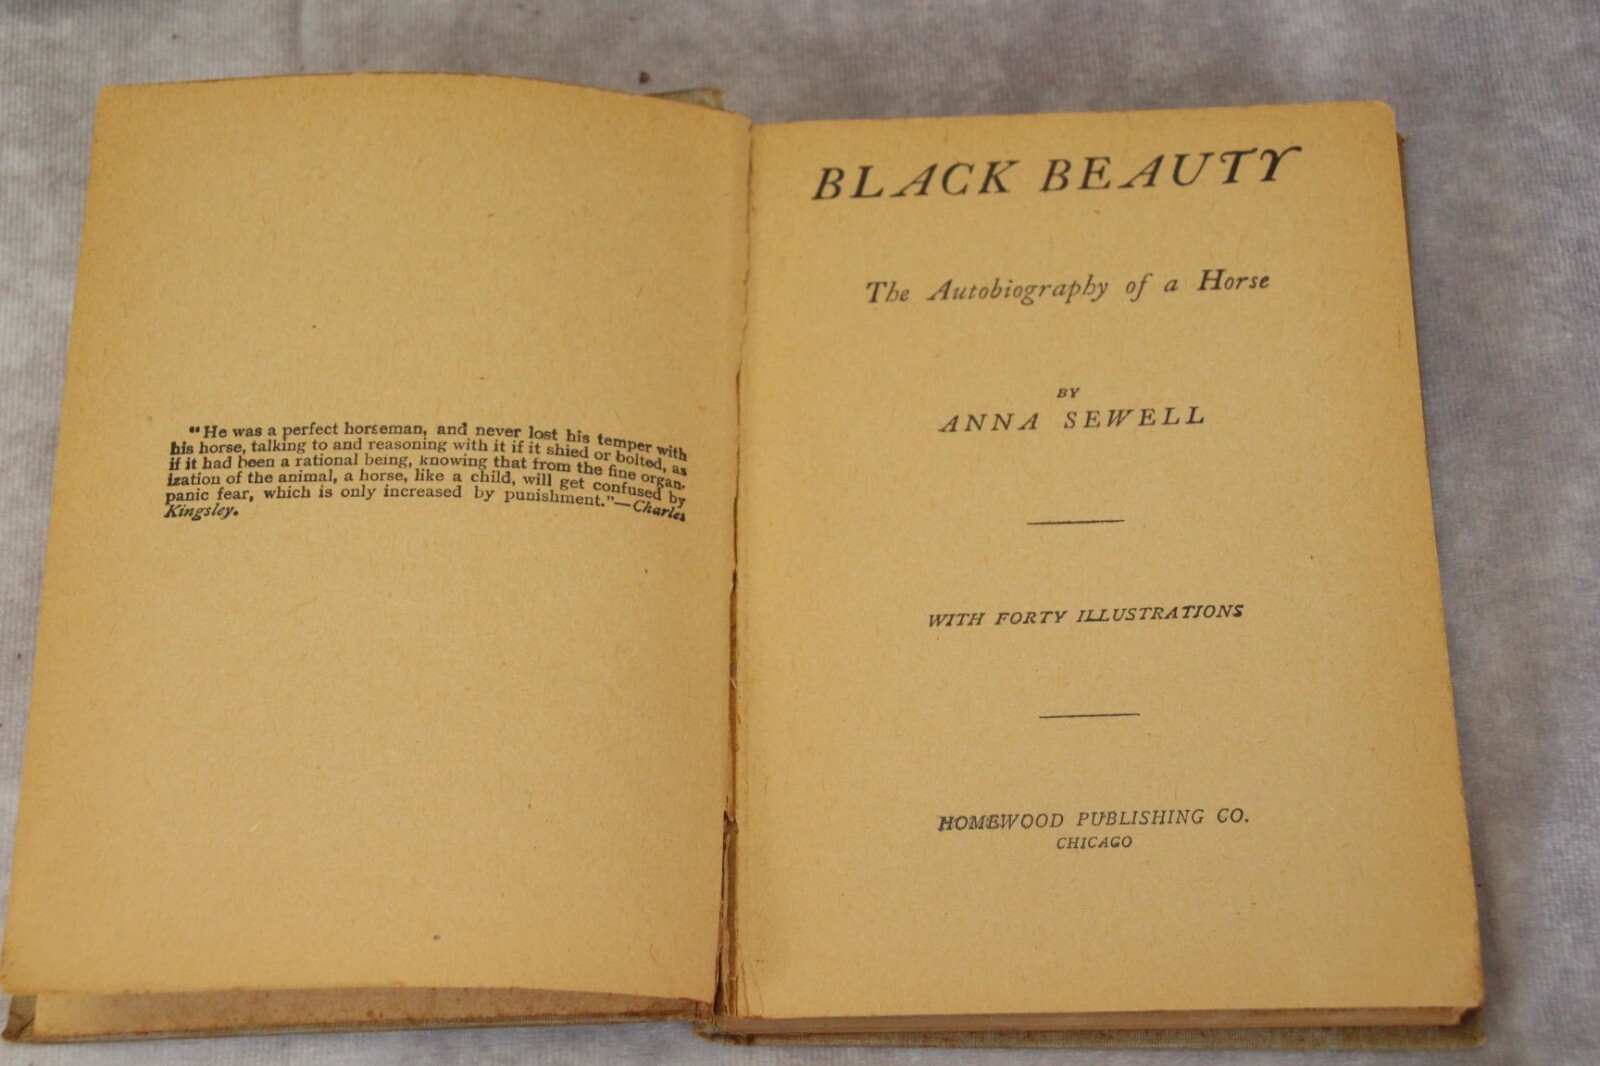 "He was a perfect horseman, and never lost his temper with
his horse, talking to and reasoning with it if it shied or bolted, as
if it had been a rational being, knowing that from the fine organ-
ization of the animal, a horse, like a child, will get confused by
panic fear, which is only increased by punishment."—Charles
Kingsley.
BLACK BEAUTY
The Autobiography of a Horse
BY
ANNA SEWELL
WITH FORTY ILLUSTRATIONS
HOMEWOOD PUBLISHING CO.
CHICAGO